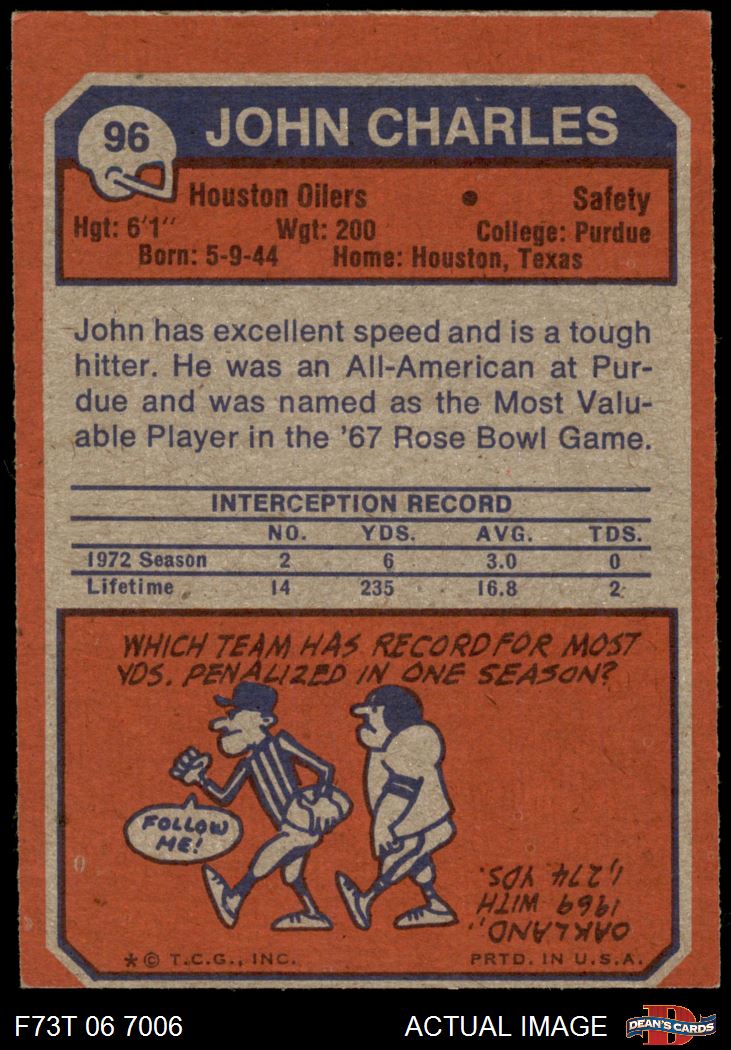 96
JOHN CHARLES
Houston Oilers • Safety
Hgt: 6'1" Wgt: 200 College: Purdue
Born: 5-9-44 Home: Houston, Texas
John has excellent speed and is a tough
hitter. He was an All-American at Pur-
due and was named as the Most Valu-
able Player in the '67 Rose Bowl Game.
INTERCEPTION RECORD
NO. YDS. AVG. TDS.
1972 Season 2 6 3.0 0
Lifetime 14 235 16.8 2
WHICH TEAM HAS RECORD FOR MOST
YDS. PENALIZED IN ONE SEASON?
FOLLOW
ME!
OAKLAND,
1969 WITH
1,274 YDS.
* © T.C.G., INC. PRTD. IN U.S.A.
F73T 06 7006 ACTUAL IMAGE
D
DEAN'S CARDS